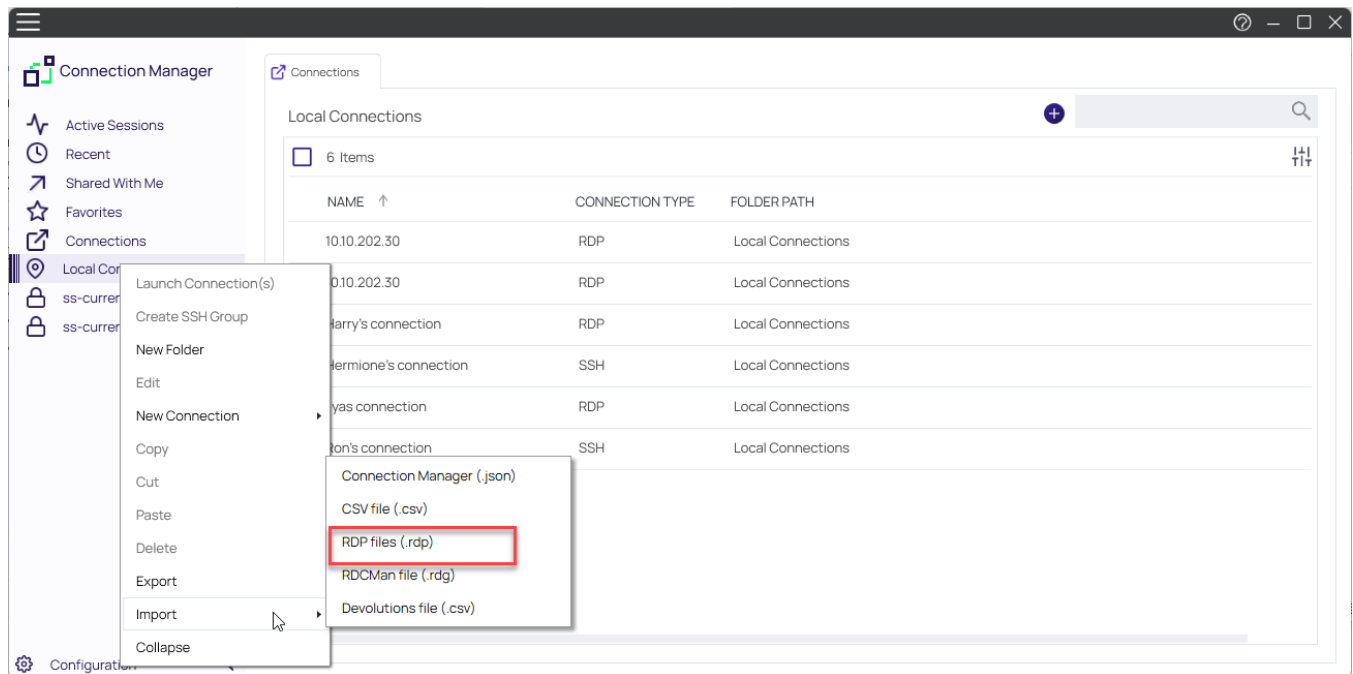 Connection Manager
Active Sessions
Recent
Shared With Me
Favorites
Connections
Local Cor
ss-currer
ss-currer
Configuration
Connections
Local Connections
6 Items
NAME CONNECTION TYPE FOLDER PATH
10.10.202.30 RDP Local Connections
0.10.202.30 RDP Local Connections
Harry's connection RDP Local Connections
Hermione's connection SSH Local Connections
yas connection RDP Local Connections
Ron's connection SSH Local Connections
Launch Connection(s)
Create SSH Group
New Folder
Edit
New Connection
Copy
Cut
Paste
Delete
Export
Import
Collapse
Connection Manager (.json)
CSV file (.csv)
RDP files (.rdp)
RDCMan file (.rdg)
Devolutions file (.csv)